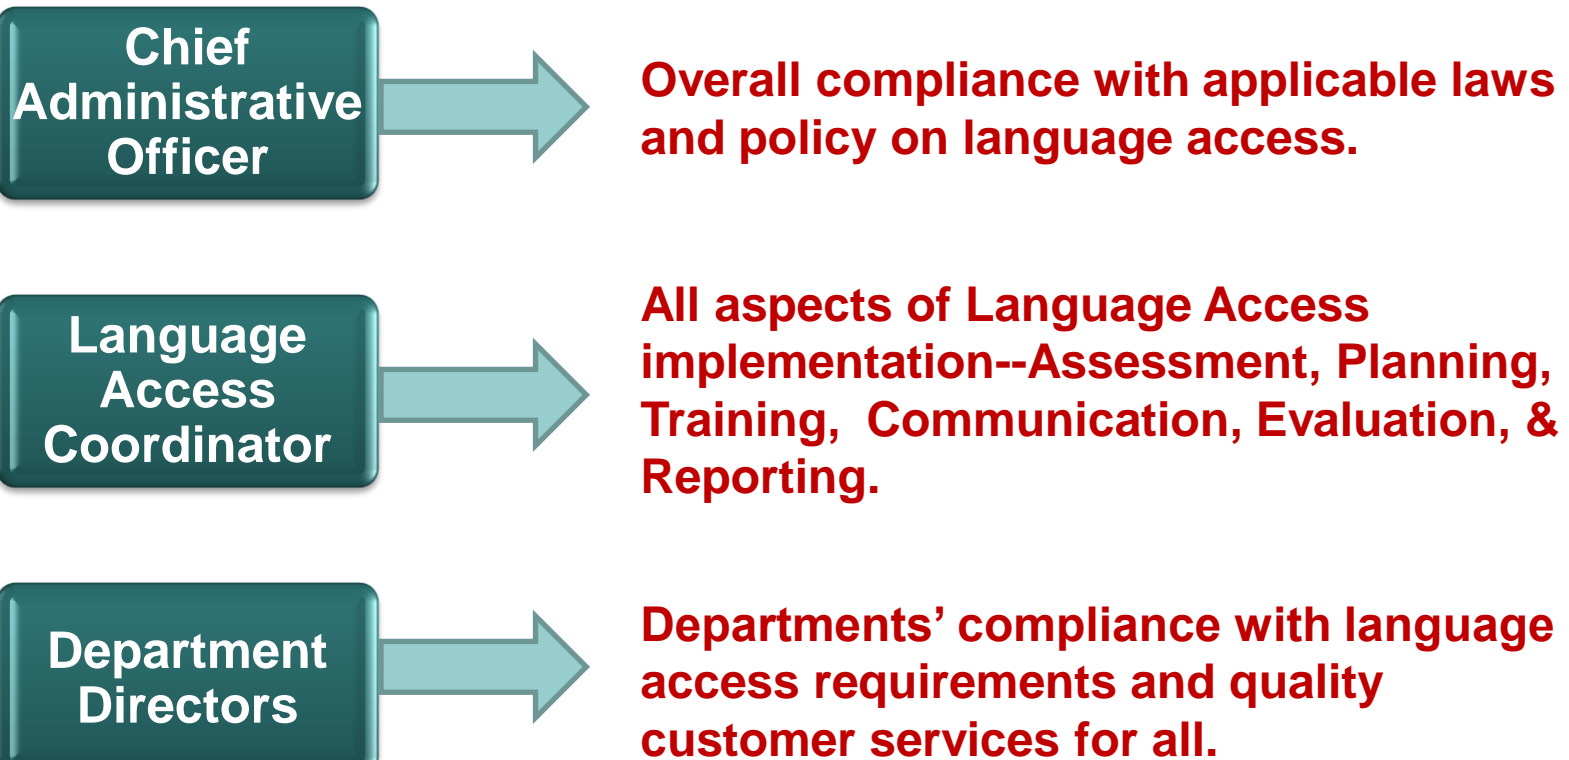 Chief
Administrative
Officer
Overall compliance with applicable laws
and policy on language access.
Language
Access
Coordinator
All aspects of Language Access
implementation--Assessment, Planning,
Training,  Communication, Evaluation, &
Reporting.
Department
Directors
Departments’ compliance with language
access requirements and quality
customer services for all.